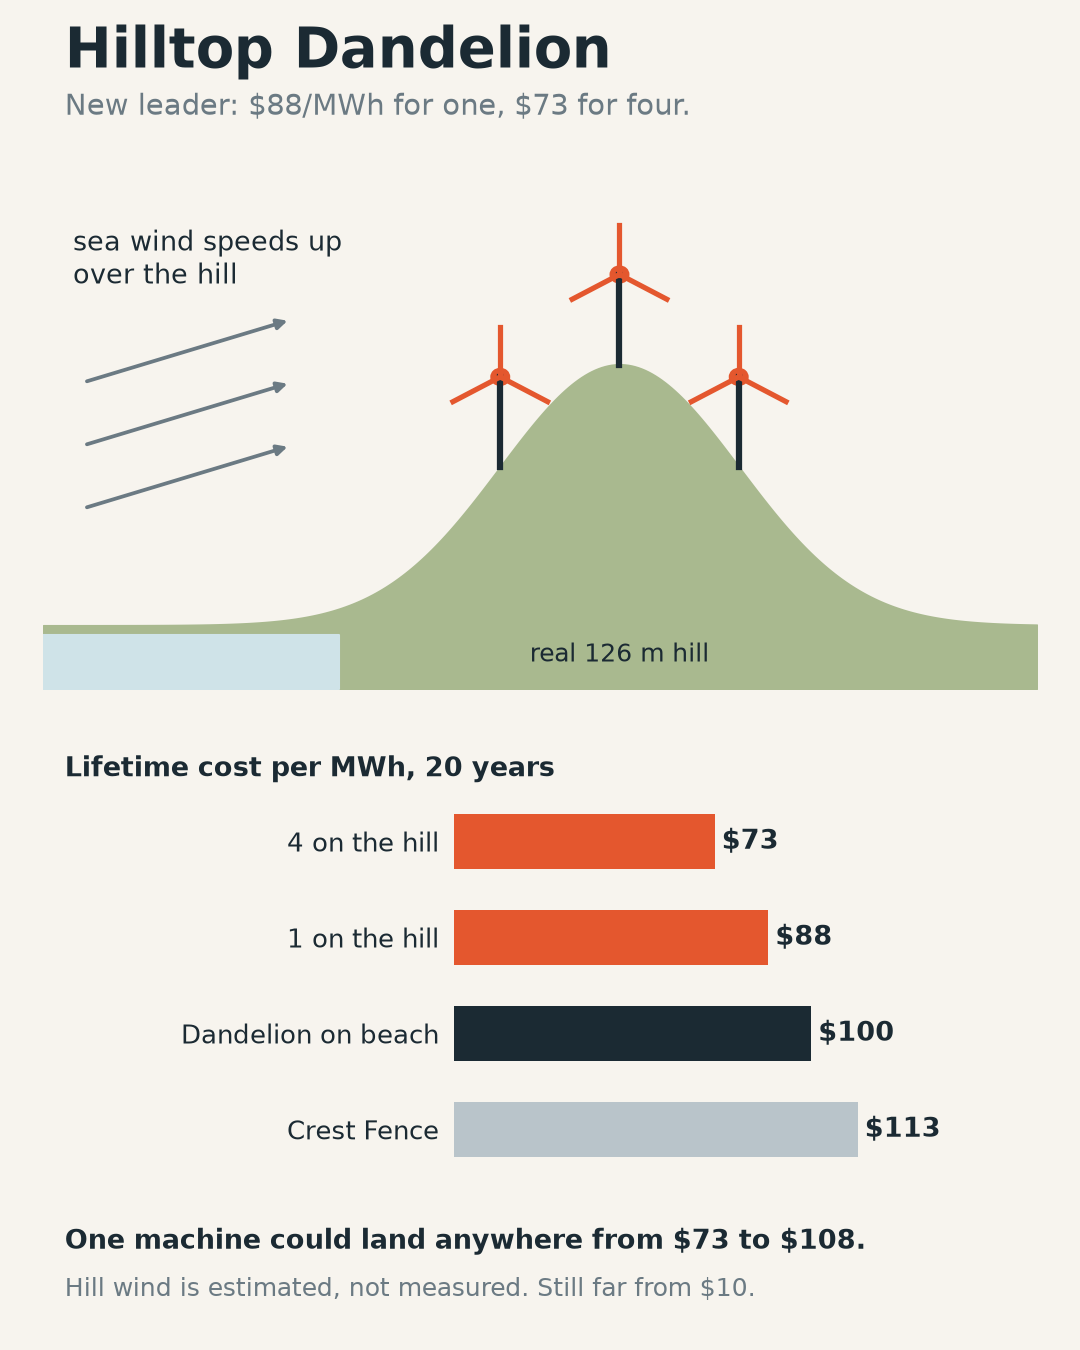 Hilltop Dandelion
New leader: $88/MWh for one, $73 for four.
sea wind speeds up
over the hill
real 126 m hill
Lifetime cost per MWh, 20 years
4 on the hill $73
1 on the hill $88
Dandelion on beach $100
Crest Fence $113
One machine could land anywhere from $73 to $108.
Hill wind is estimated, not measured. Still far from $10.